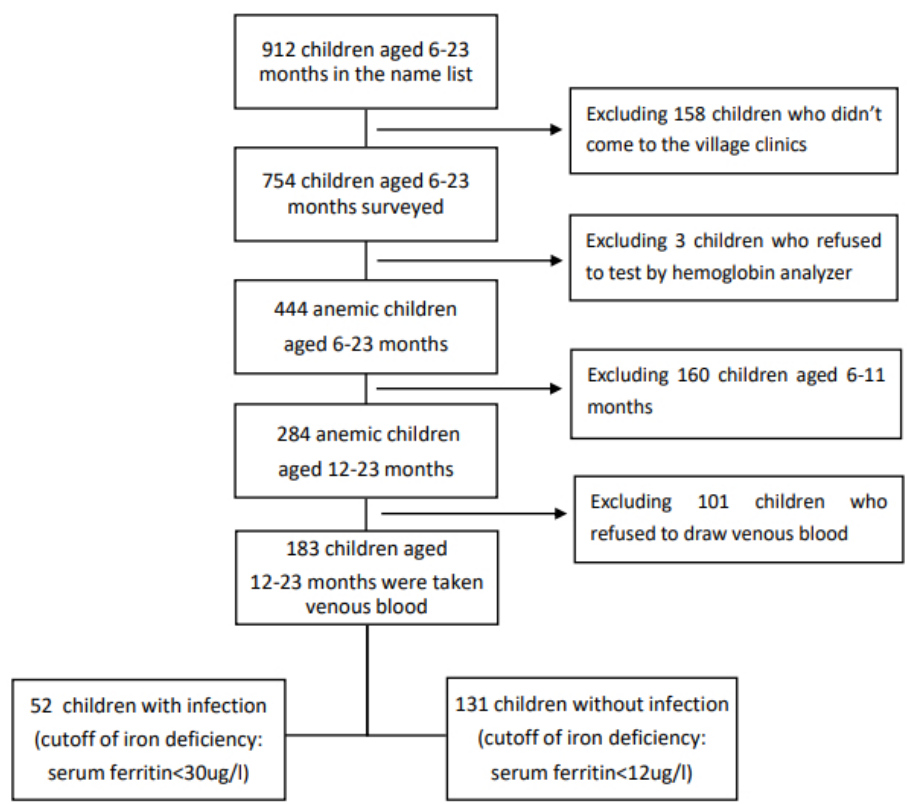 912 children aged 6-23
months in the name list
Excluding 158 children who didn’t
come to the village clinics
754 children aged 6-23
months surveyed
Excluding 3 children who refused
to test by hemoglobin analyzer
444 anemic children
aged 6-23 months
Excluding 160 children aged 6-11
months
284 anemic children
aged 12-23 months
Excluding 101 children who
refused to draw venous blood
183 children aged
12-23 months were taken
venous blood
52 children with infection
(cutoff of iron deficiency:
serum ferritin<30ug/l)
131 children without infection
(cutoff of iron deficiency:
serum ferritin<12ug/l)